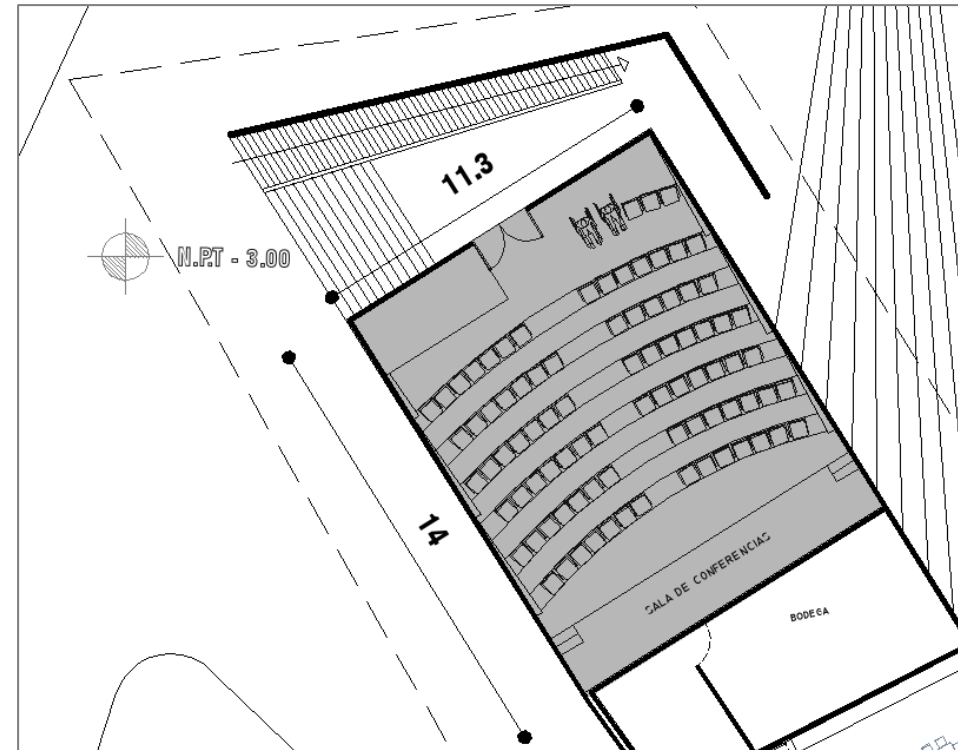 11.3
N.P.T - 3.00
14
SALA DE CONFERENCIAS
BODEGA